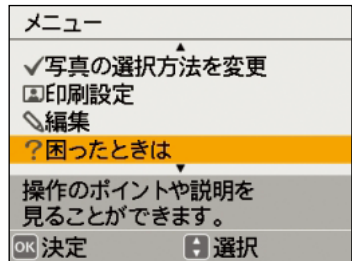 メニュー
写真の選択方法を変更
印刷設定
編集
?困ったときは
操作のポイントや説明を
見ることができます。
OK 決定 選択